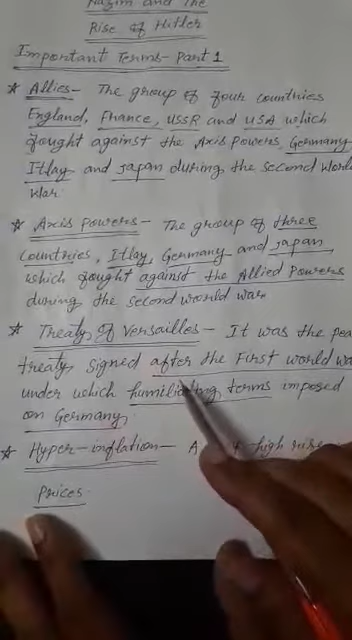 Nazim and The
Rise of Hitler
Important Terms- Part 1
* Allies- The group of four countries
England, France, USSR and USA which
fought against the Axis Powers, Germany
Itlay and Japan during the second World
War.
* Axis Powers- The group of three
countries, Itlay, Germany and Japan
which fought against the Allied Powers
during the second world war
* Treaty of Versailles- It was the
treaty signed after the First world
under which humiliating terms imposed
on Germany.
* Hyper-inflation- A high rise
Prices.